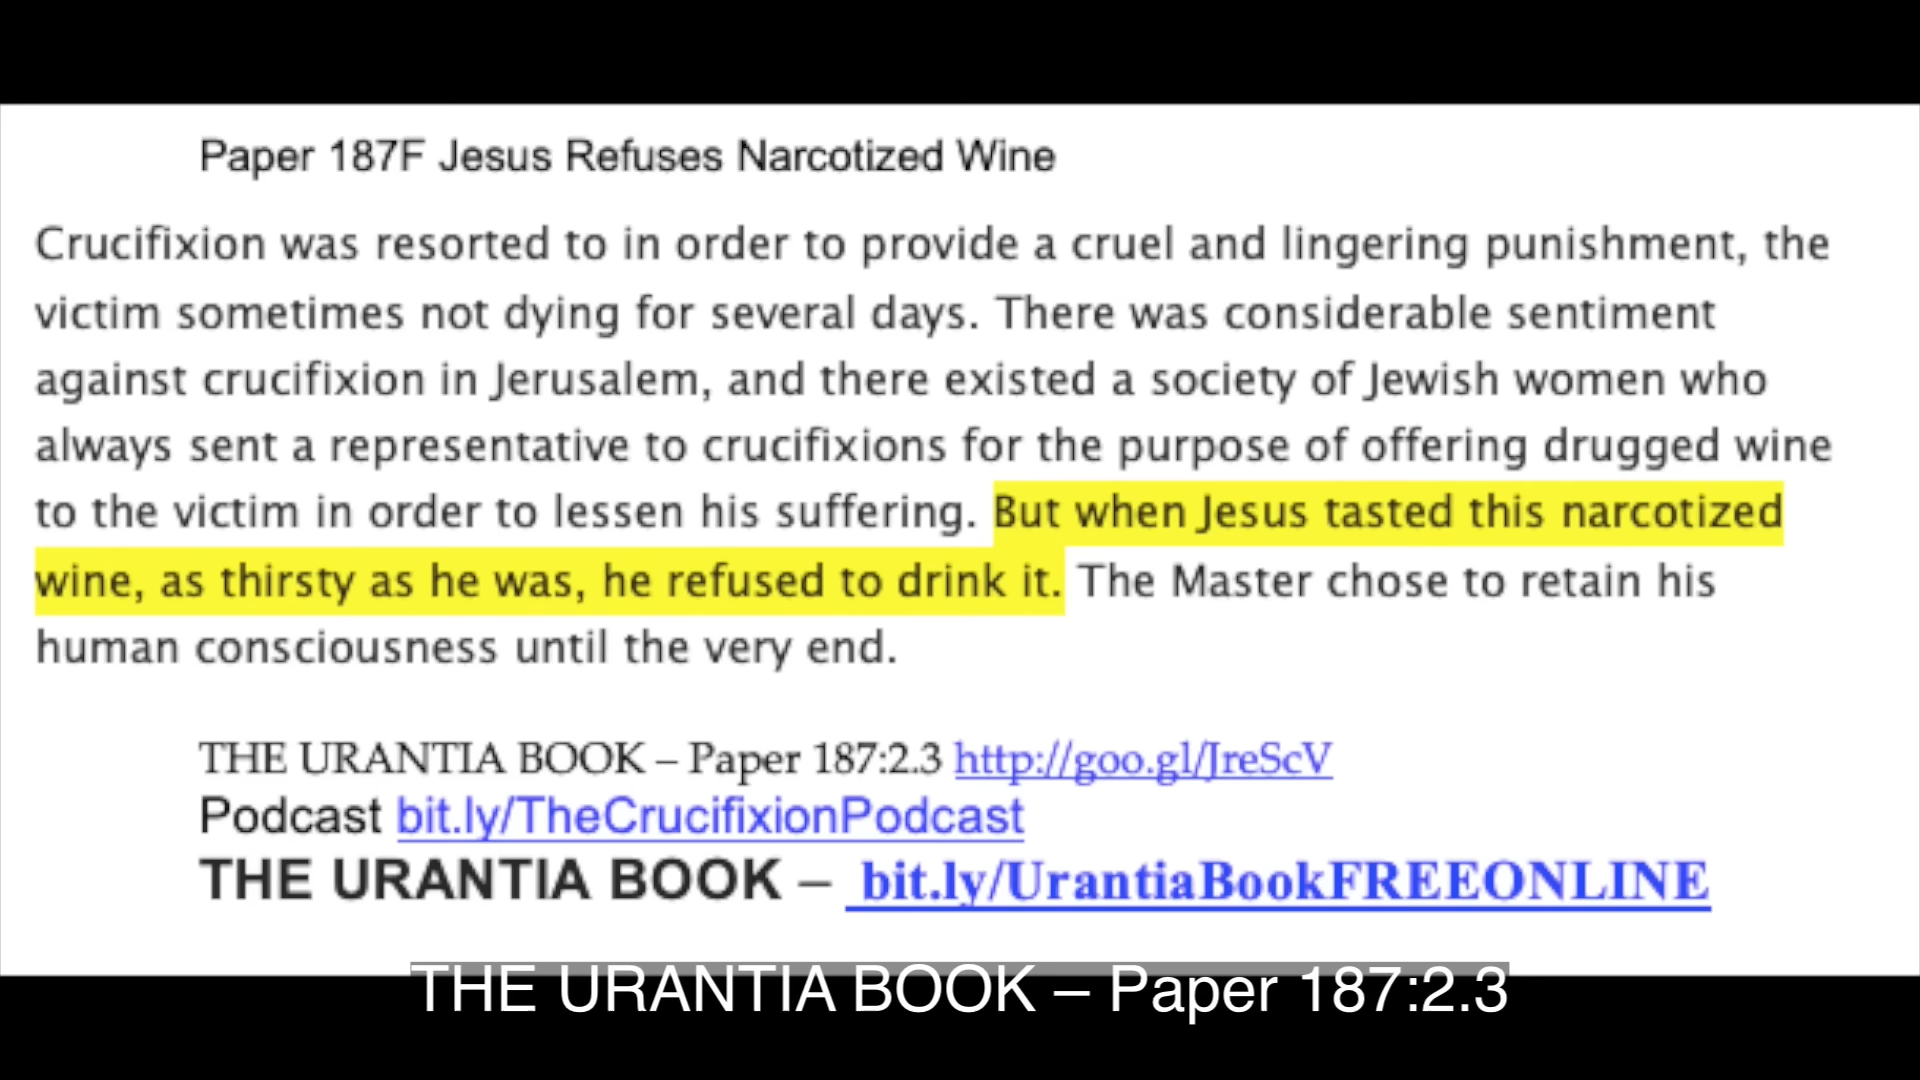 Paper 187F Jesus Refuses Narcotized Wine
Crucifixion was resorted to in order to provide a cruel and lingering punishment, the
victim sometimes not dying for several days. There was considerable sentiment
against crucifixion in Jerusalem, and there existed a society of Jewish women who
always sent a representative to crucifixions for the purpose of offering drugged wine
to the victim in order to lessen his suffering. But when Jesus tasted this narcotized
wine, as thirsty as he was, he refused to drink it. The Master chose to retain his
human consciousness until the very end.
THE URANTIA BOOK – Paper 187:2.3 http://goo.gl/JreScV
Podcast bit.ly/TheCrucifixionPodcast
THE URANTIA BOOK – bit.ly/UrantiaBookFREEONLINE
THE URANTIA BOOK – Paper 187:2.3